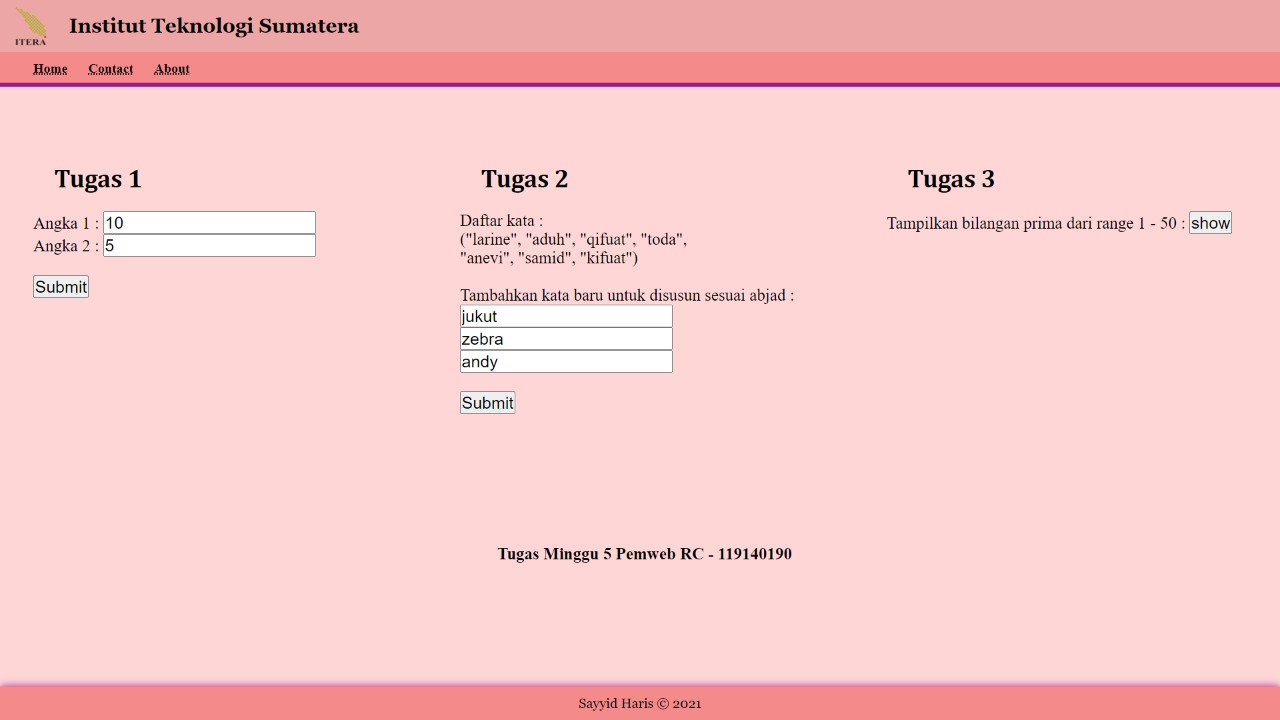 ITERA
Institut Teknologi Sumatera
Home Contact About
Tugas 1
Angka 1 : 10
Angka 2 : 5
Submit
Tugas 2
Daftar kata :
("larine", "aduh", "qifuat", "toda",
"anevi", "samid", "kifuat")
Tambahkan kata baru untuk disusun sesuai abjad :
jukut
zebra
andy
Submit
Tugas 3
Tampilkan bilangan prima dari range 1 - 50 : show
Tugas Minggu 5 Pemweb RC - 119140190
Sayyid Haris © 2021